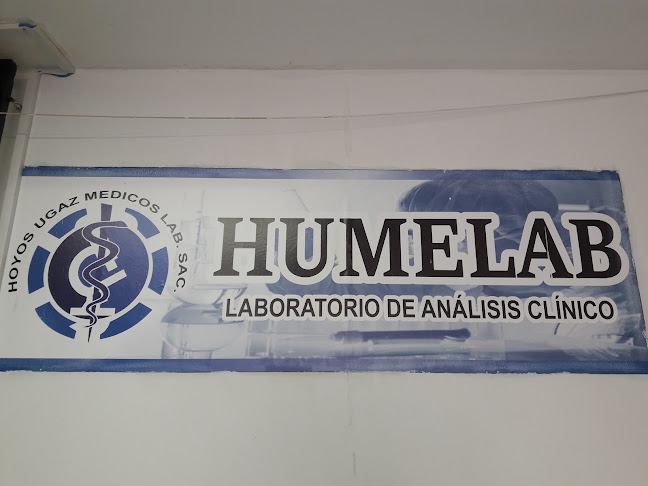 HOYOS UGAZ MEDICOS LAB. SAC.
HUMELAB
LABORATORIO DE ANÁLISIS CLÍNICO